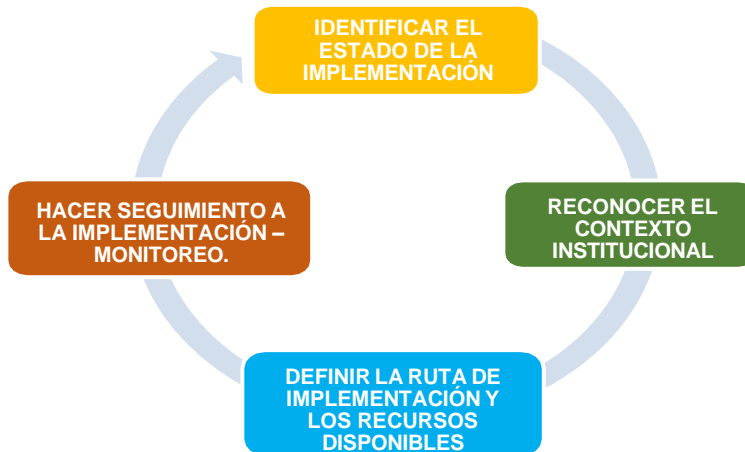 IDENTIFICAR EL
ESTADO DE LA
IMPLEMENTACIÓN
RECONOCER EL
CONTEXTO
INSTITUCIONAL
DEFINIR LA RUTA DE
IMPLEMENTACIÓN Y
LOS RECURSOS
DISPONIBLES
HACER SEGUIMIENTO A
LA IMPLEMENTACIÓN –
MONITOREO.